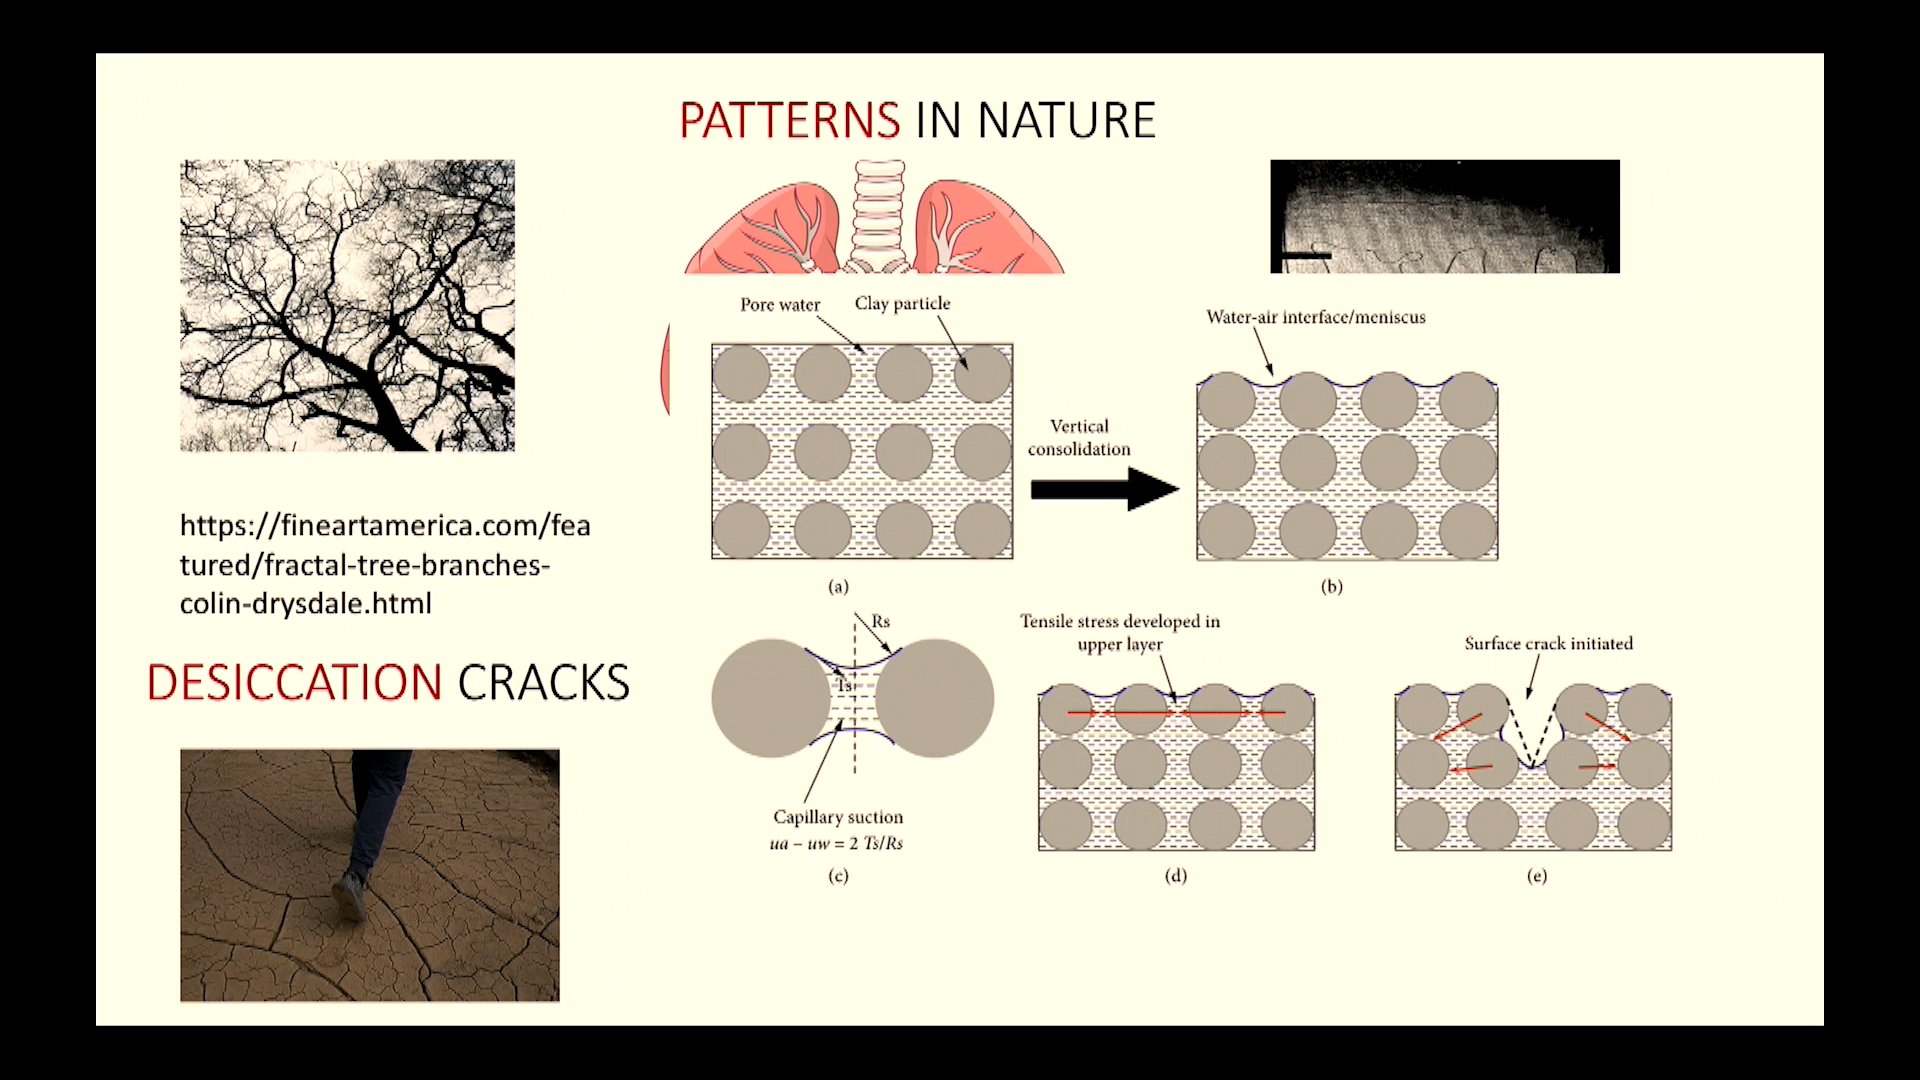 PATTERNS IN NATURE
https://fineartamerica.com/fea
tured/fractal-tree-branches-
colin-drysdale.html
DESICCATION CRACKS
Pore water
Clay particle
Vertical
consolidation
(a)
Water-air interface/meniscus
(b)
Rs
Ts
Capillary suction
ua – uw = 2 Ts/Rs
(c)
Tensile stress developed in
upper layer
(d)
Surface crack initiated
(e)